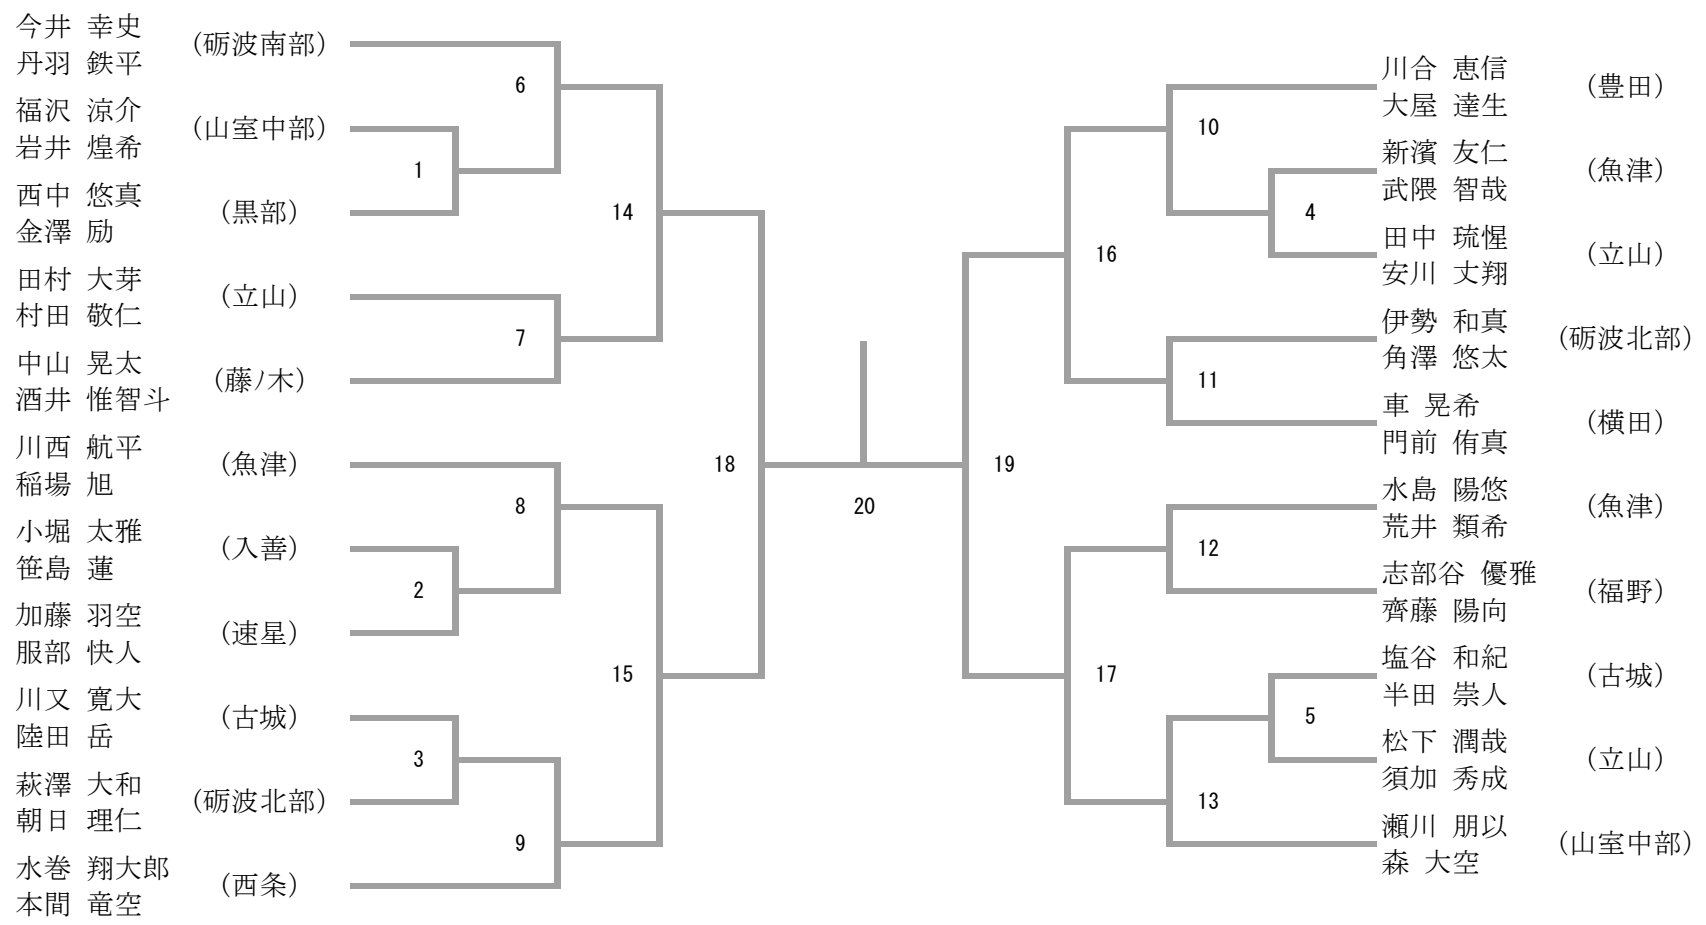 今井 幸史
丹羽 鉄平
(砺波南部)
福沢 涼介
岩井 煌希
(山室中部)
西中 悠真
金澤 励
(黒部)
田村 大芽
村田 敬仁
(立山)
中山 晃太
酒井 惟智斗
(藤ノ木)
川西 航平
稲場 旭
(魚津)
小堀 太雅
笹島 蓮
(入善)
加藤 羽空
服部 快人
(速星)
川又 寛大
陸田 岳
(古城)
萩澤 大和
朝日 理仁
(砺波北部)
水巻 翔大郎
本間 竜空
(西条)
6
1
14
7
18
8
2
15
3
9
20
10
4
16
11
19
12
17
5
13
川合 恵信
大屋 達生
(豊田)
新濱 友仁
武隈 智哉
(魚津)
田中 琉惺
安川 丈翔
(立山)
伊勢 和真
角澤 悠太
(砺波北部)
車 晃希
門前 侑真
(横田)
水島 陽悠
荒井 類希
(魚津)
志部谷 優雅
齊藤 陽向
(福野)
塩谷 和紀
半田 崇人
(古城)
松下 潤哉
須加 秀成
(立山)
瀬川 朋以
森 大空
(山室中部)